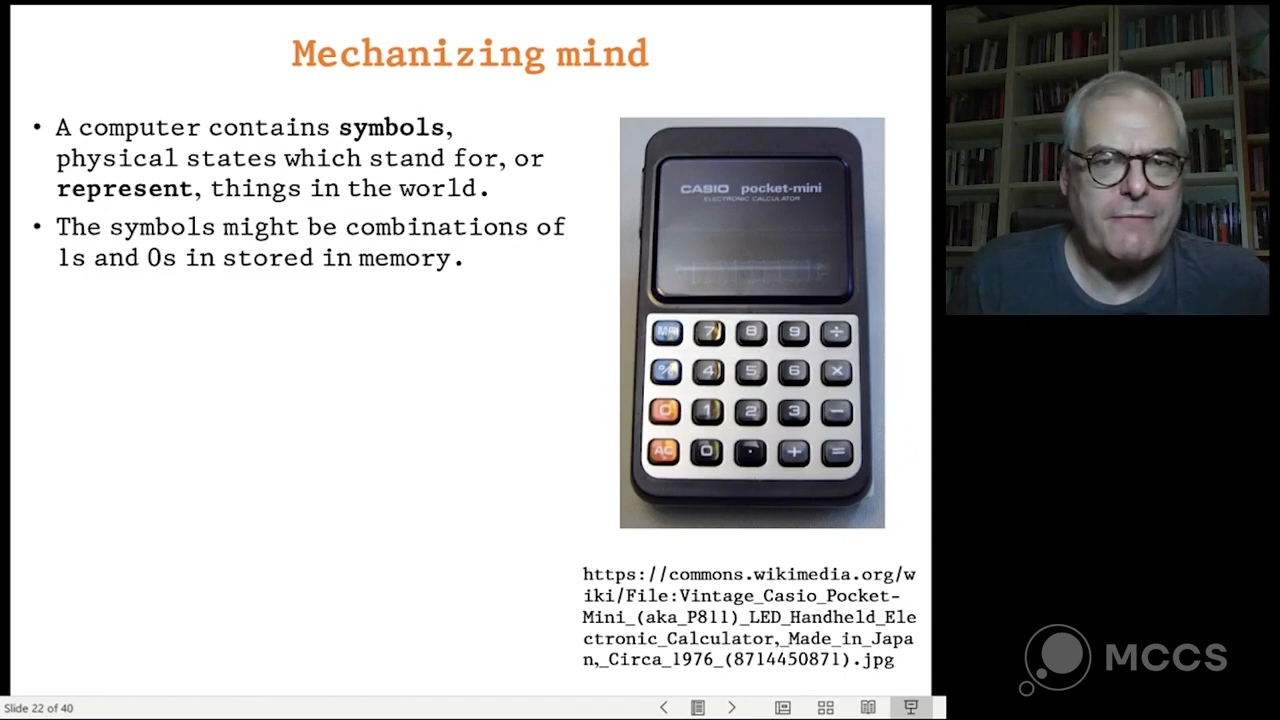 Mechanizing mind
• A computer contains symbols,
physical states which stand for, or
represent, things in the world.
• The symbols might be combinations of
1s and 0s in stored in memory.
CASIO pocket-mini
ELECTRONIC CALCULATOR
7 8 9 ÷
% 4 5 6 ×
C 1 2 3 −
AC 0 · + =
https://commons.wikimedia.org/w
iki/File:Vintage_Casio_Pocket-
Mini_(aka_P811)_LED_Handheld_Ele
ctronic_Calculator,_Made_in_Japa
n,_Circa_1976_(8714450871).jpg
MCCS
Slide 22 of 40